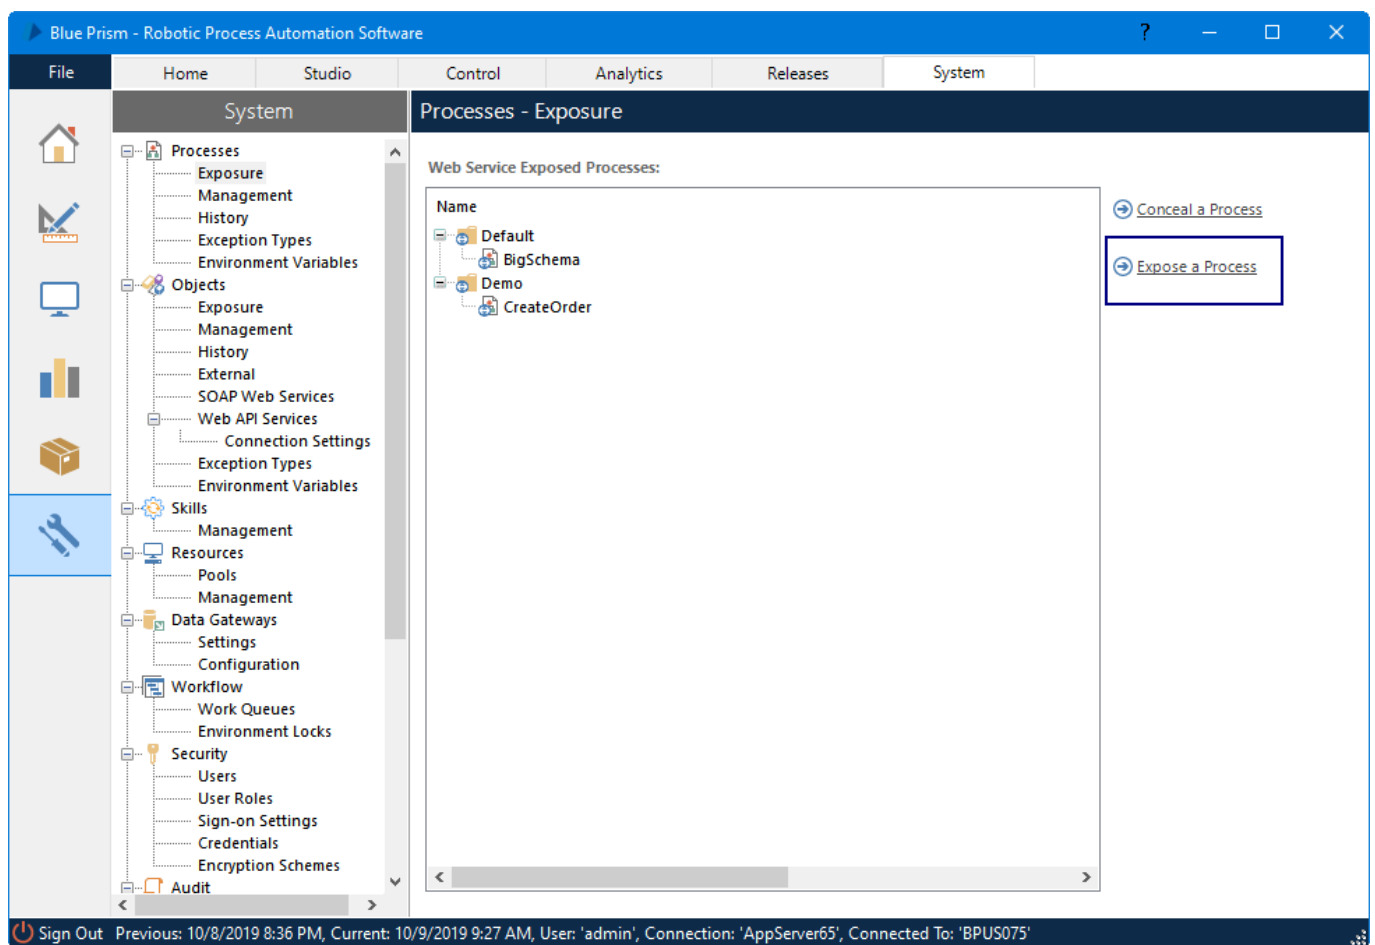 Blue Prism - Robotic Process Automation Software
?
File
Home
Studio
Control
Analytics
Releases
System
System
Processes - Exposure
Processes
Exposure
Management
History
Exception Types
Environment Variables
Objects
Exposure
Management
History
External
SOAP Web Services
Web API Services
Connection Settings
Exception Types
Environment Variables
Skills
Management
Resources
Pools
Management
Data Gateways
Settings
Configuration
Workflow
Work Queues
Environment Locks
Security
Users
User Roles
Sign-on Settings
Credentials
Encryption Schemes
Audit
Web Service Exposed Processes:
Name
Default
BigSchema
Demo
CreateOrder
Conceal a Process
Expose a Process
Sign Out Previous: 10/8/2019 8:36 PM, Current: 10/9/2019 9:27 AM, User: 'admin', Connection: 'AppServer65', Connected To: 'BPUS075'